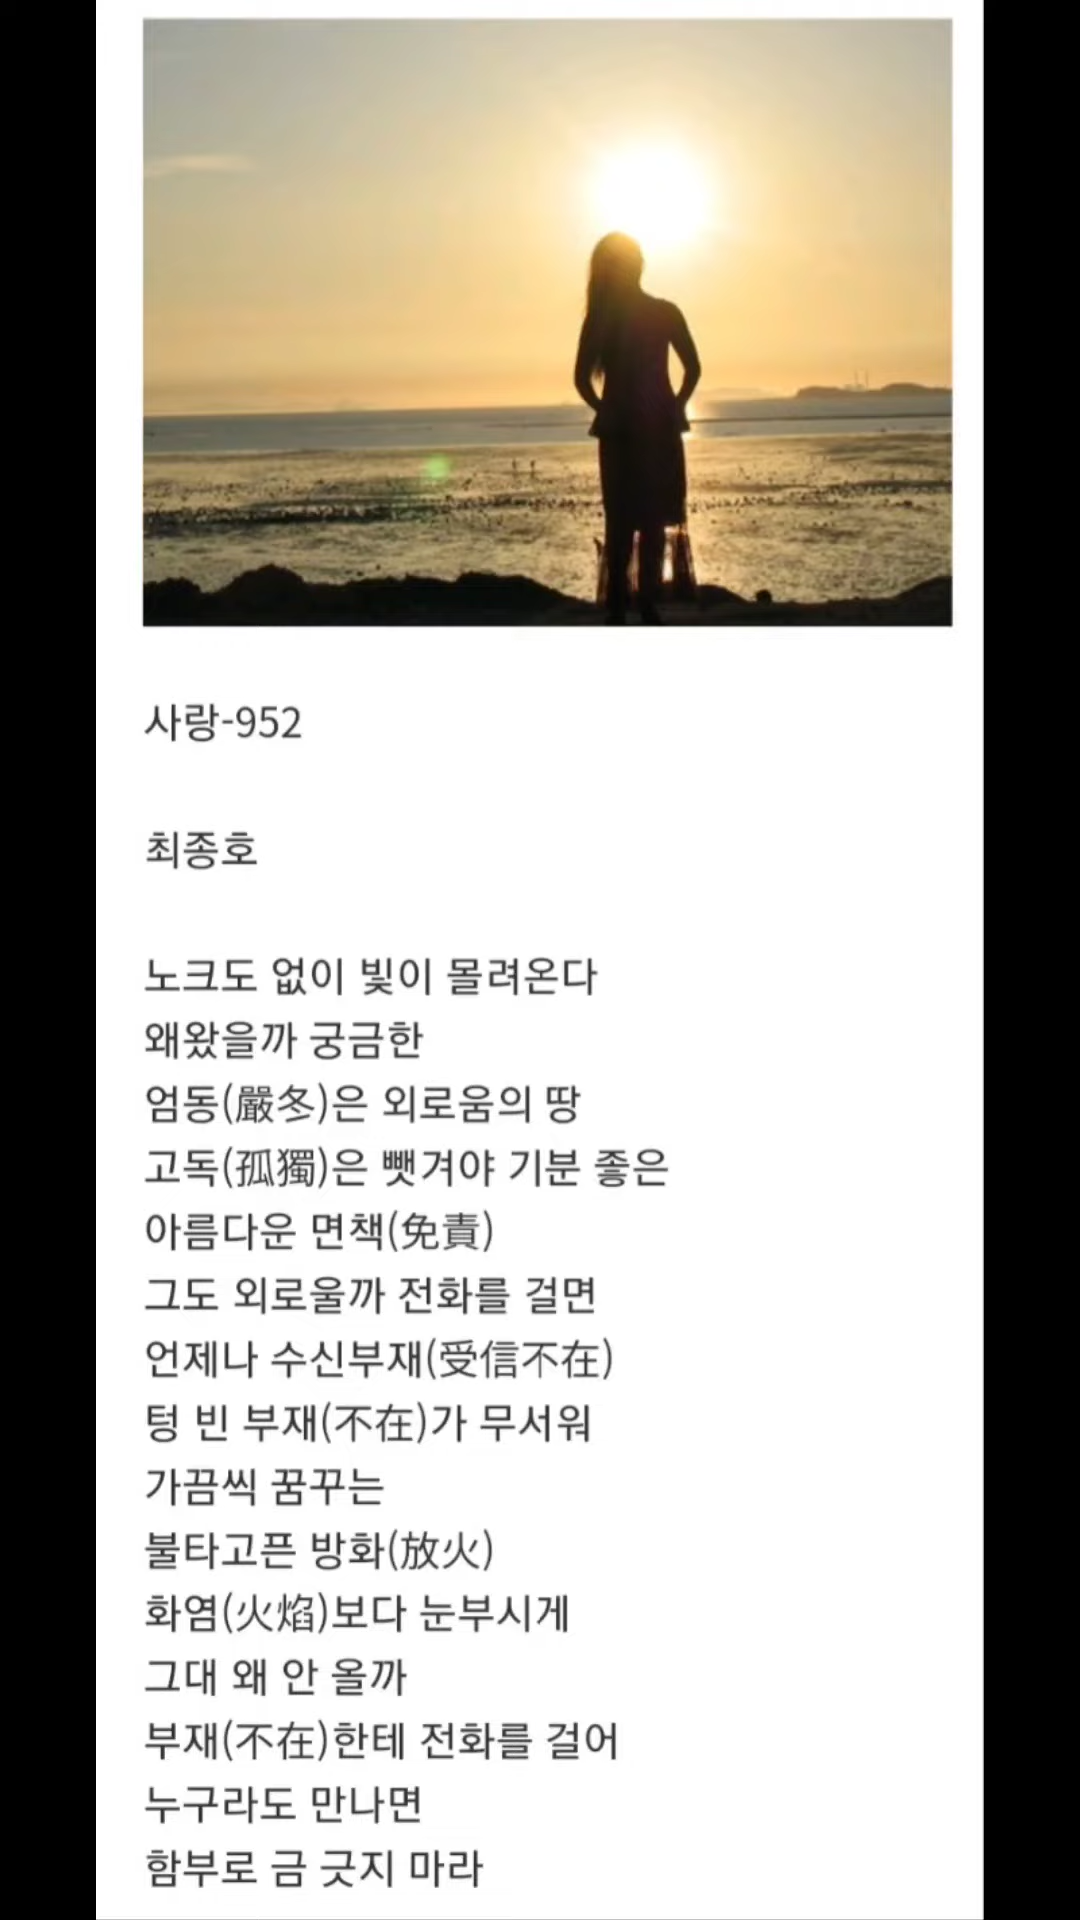 사랑-952
최종호
노크도 없이 빛이 몰려온다
왜왔을까 궁금한
엄동(嚴冬)은 외로움의 땅
고독(孤獨)은 뺏겨야 기분 좋은
아름다운 면책(免責)
그도 외로울까 전화를 걸면
언제나 수신부재(受信不在)
텅 빈 부재(不在)가 무서워
가끔씩 꿈꾸는
불타고픈 방화(放火)
화염(火焰)보다 눈부시게
그대 왜 안 올까
부재(不在)한테 전화를 걸어
누구라도 만나면
함부로 금 긋지 마라